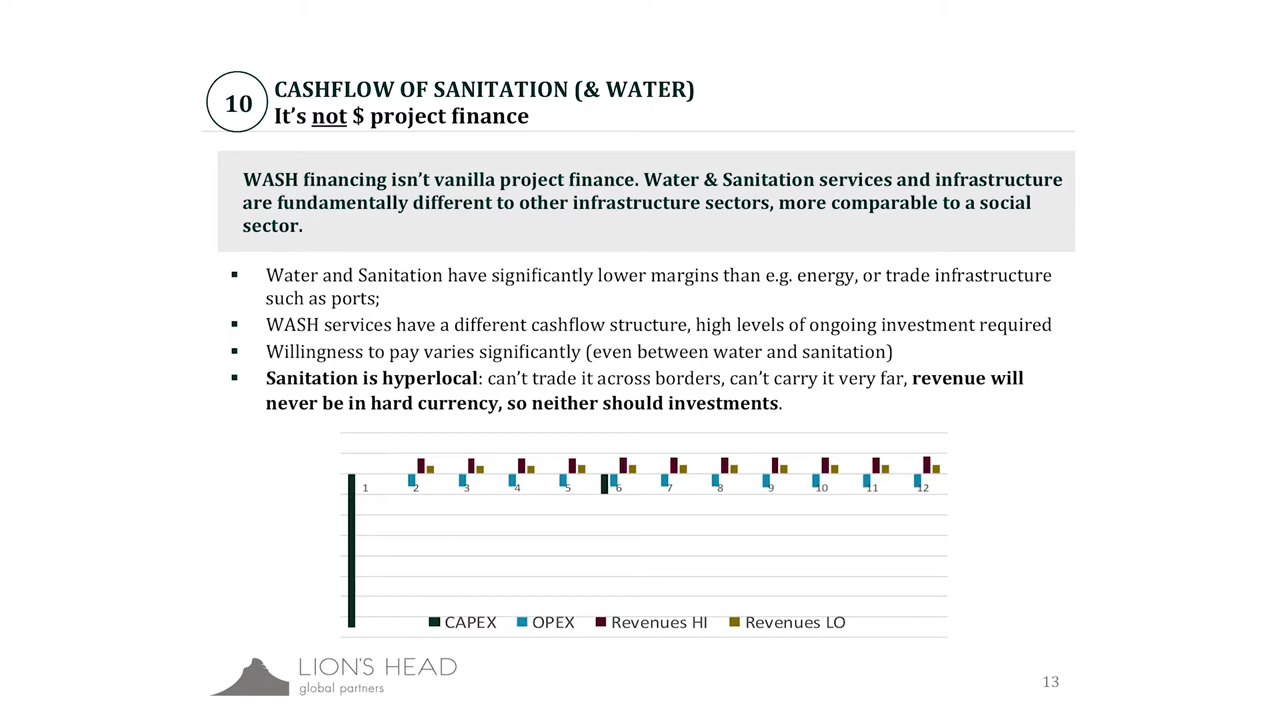 10
CASHFLOW OF SANITATION (& WATER)
It’s not $ project finance
WASH financing isn’t vanilla project finance. Water & Sanitation services and infrastructure
are fundamentally different to other infrastructure sectors, more comparable to a social
sector.
▪ Water and Sanitation have significantly lower margins than e.g. energy, or trade infrastructure
such as ports;
▪ WASH services have a different cashflow structure, high levels of ongoing investment required
▪ Willingness to pay varies significantly (even between water and sanitation)
▪ Sanitation is hyperlocal: can’t trade it across borders, can’t carry it very far, revenue will
never be in hard currency, so neither should investments.
1 2 3 4 5 6 7 8 9 10 11 12
CAPEX OPEX Revenues HI Revenues LO
LION'S HEAD
global partners
13